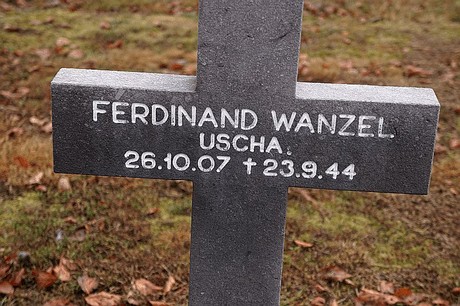 FERDINAND WANZEL
USCHA.
26.10.07 ✝ 23.9.44